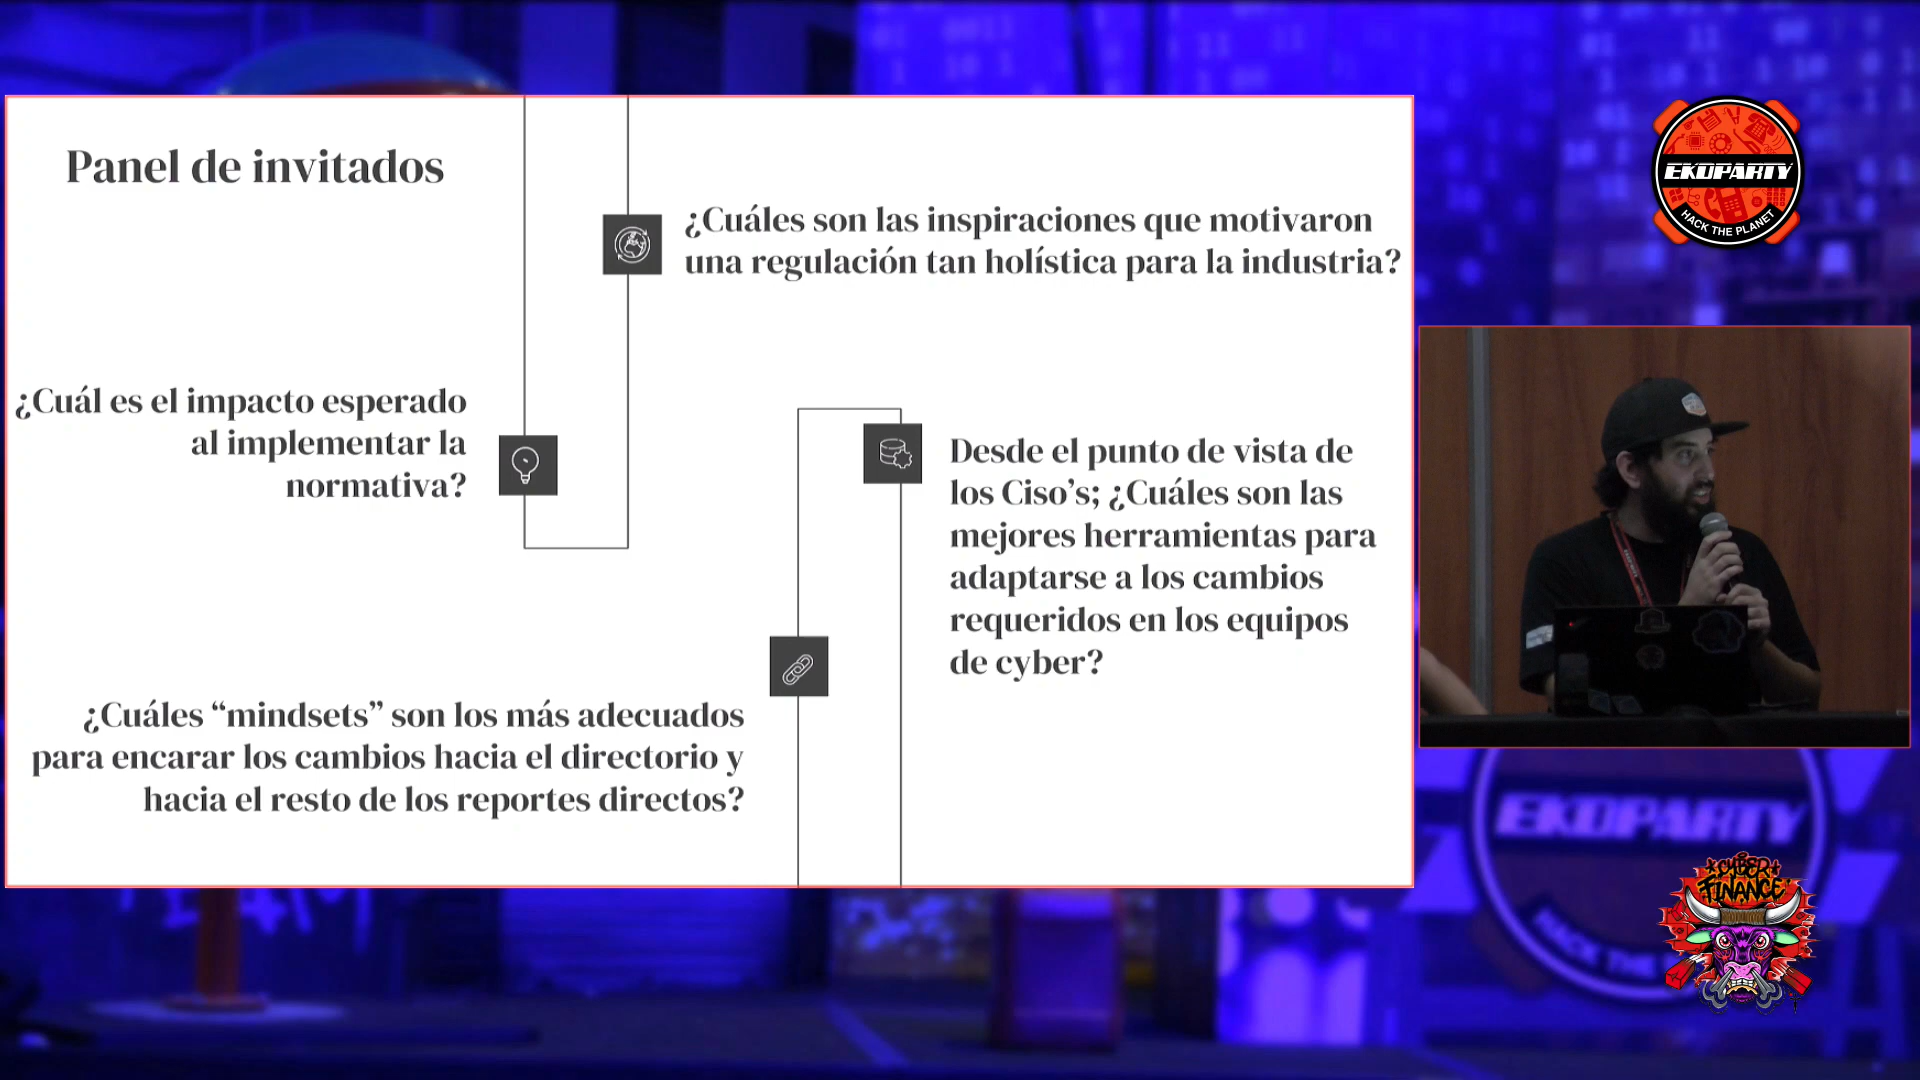 Panel de invitados
¿Cuáles son las inspiraciones que motivaron
una regulación tan holística para la industria?
¿Cuál es el impacto esperado
al implementar la
normativa?
Desde el punto de vista de
los Ciso’s; ¿Cuáles son las
mejores herramientas para
adaptarse a los cambios
requeridos en los equipos
de cyber?
¿Cuáles “mindsets” son los más adecuados
para encarar los cambios hacia el directorio y
hacia el resto de los reportes directos?
EKOPARTY
HACK THE PLANET
EKOPARTY
HACK THE
CYBER
FINANCE